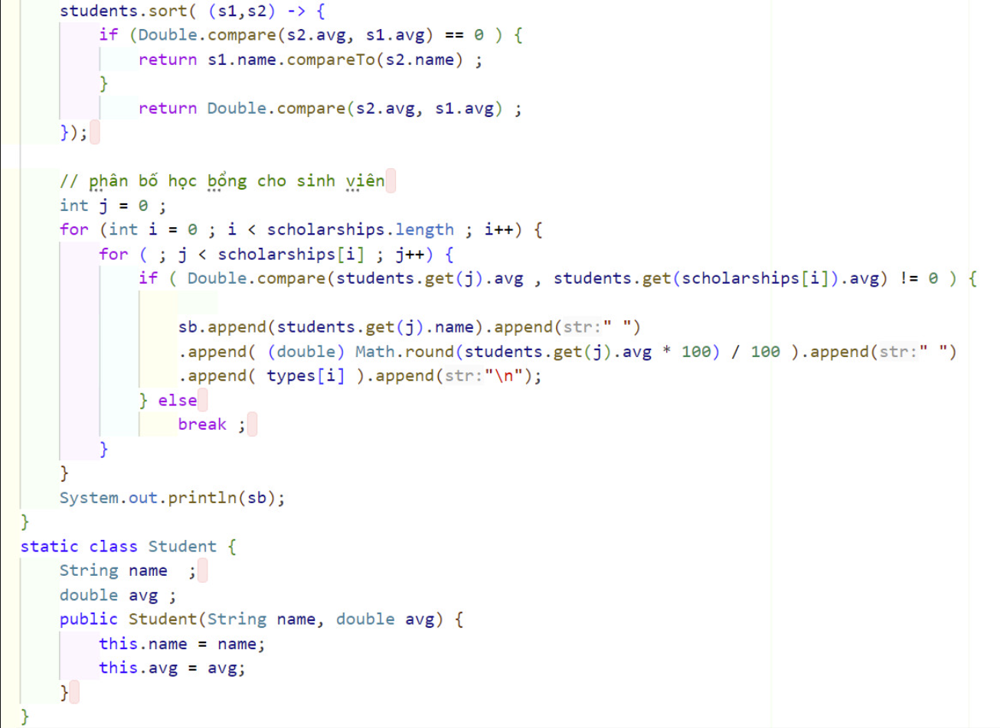 students.sort( (s1,s2) -> {
if (Double.compare(s2.avg, s1.avg) == 0 ) {
return s1.name.compareTo(s2.name) ;
}
return Double.compare(s2.avg, s1.avg) ;
});
// phân bố học bổng cho sinh viên
int j = 0 ;
for (int i = 0 ; i < scholarships.length ; i++) {
for ( ; j < scholarships[i] ; j++) {
if ( Double.compare(students.get(j).avg , students.get(scholarships[i]).avg) != 0 ) {
sb.append(students.get(j).name).append(str:" ")
.append( (double) Math.round(students.get(j).avg * 100) / 100 ).append(str:" ")
.append( types[i] ).append(str:"\n");
} else
break ;
}
}
System.out.println(sb);
}
static class Student {
String name  ;
double avg ;
public Student(String name, double avg) {
this.name = name;
this.avg = avg;
}
}